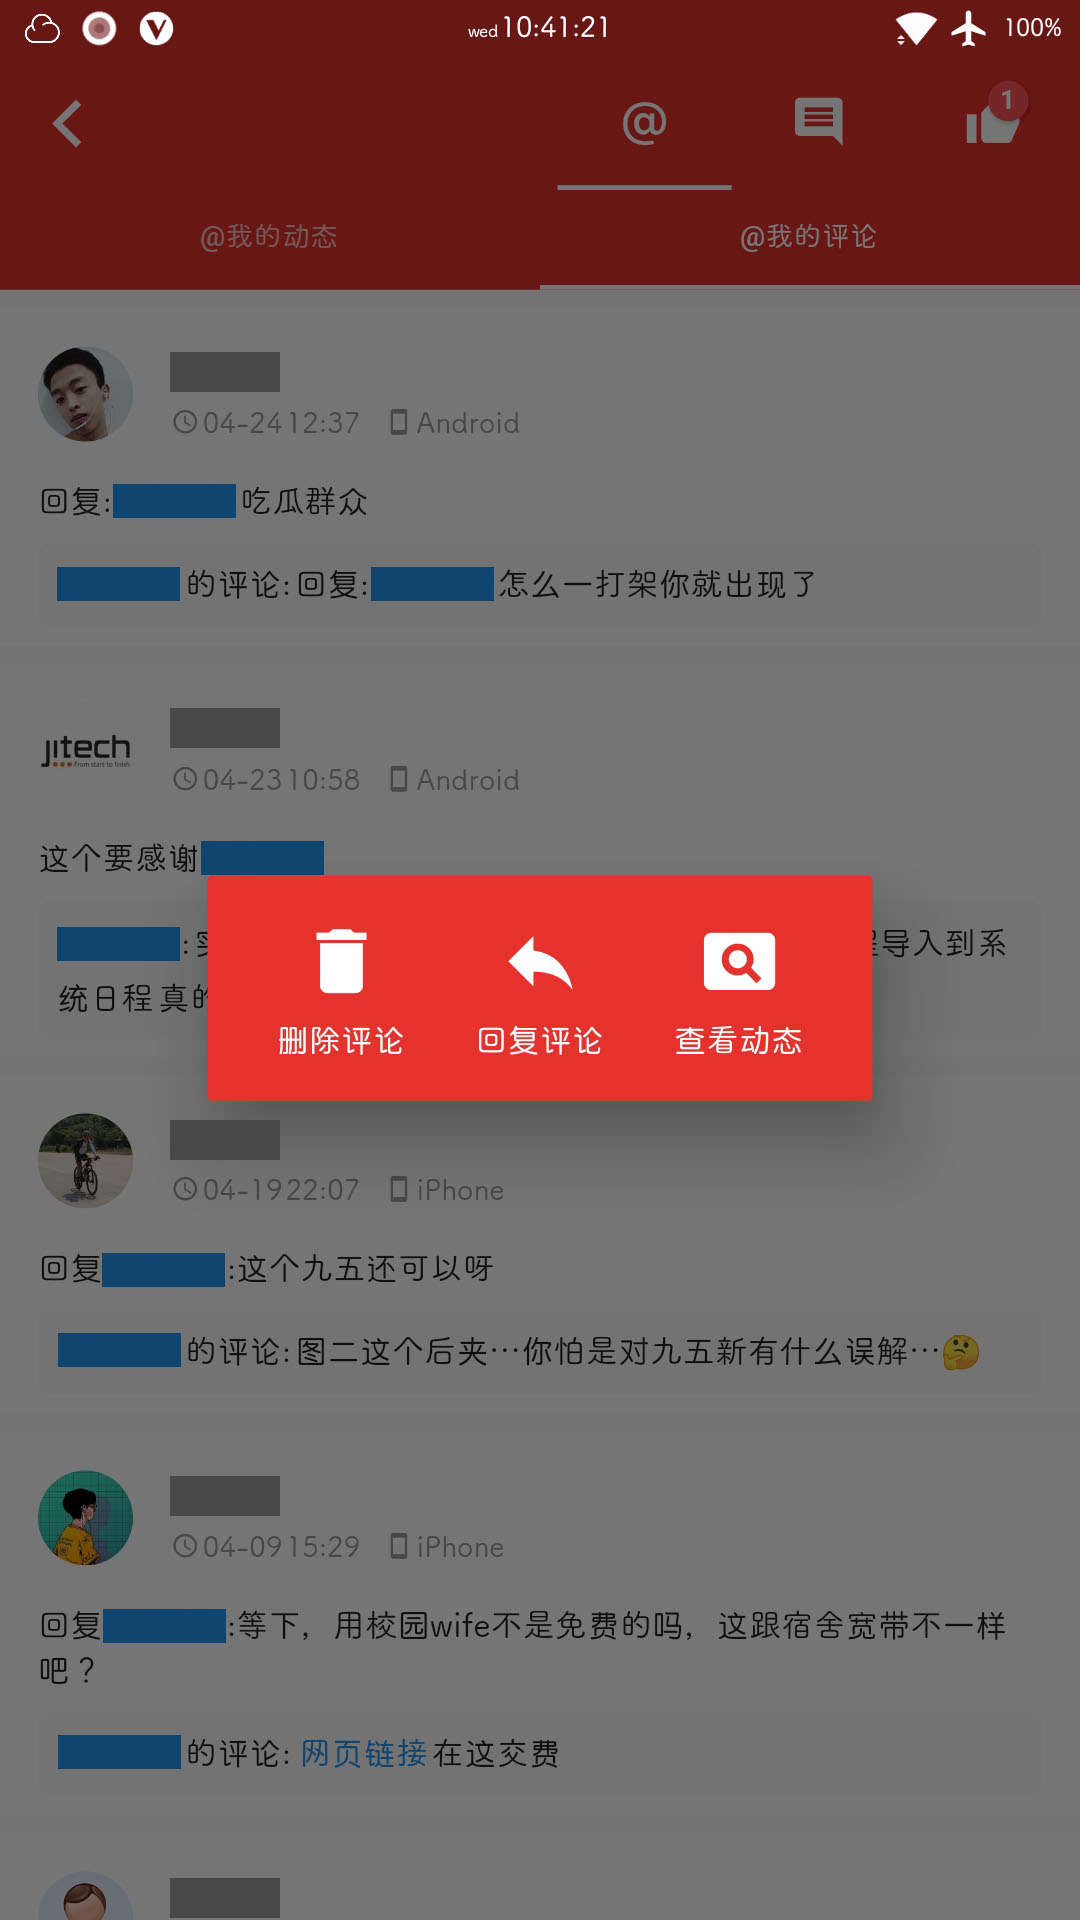 wed 10:41:21
100%
@
1
@我的动态
@我的评论
04-24 12:37 Android
回复:吃瓜群众
的评论:回复:怎么一打架你就出现了
jitech
From start to finish
04-23 10:58 Android
这个要感谢
: 导入到系
统日程真
删除评论
回复评论
查看动态
04-19 22:07 iPhone
回复:这个九五还可以呀
的评论:图二这个后夹…你怕是对九五新有什么误解…🤔
04-09 15:29 iPhone
回复:等下，用校园wife不是免费的吗，这跟宿舍宽带不一样
吧？
的评论: 网页链接在这交费